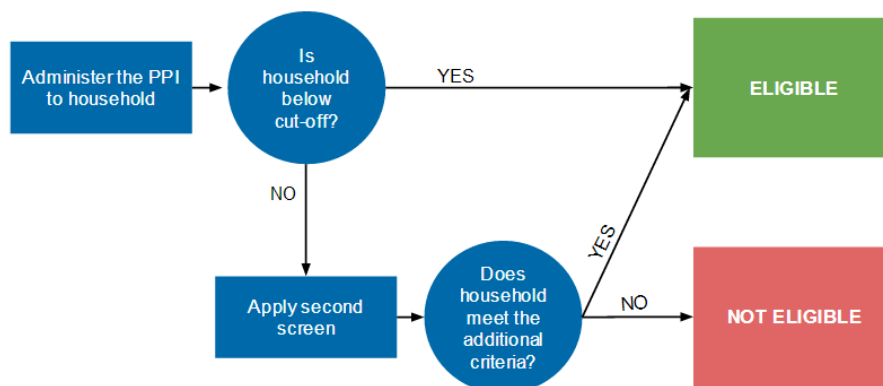 Administer the PPI
to household
Is
household
below
cut-off?
YES
ELIGIBLE
NO
Apply second
screen
Does
household
meet the
additional
criteria?
YES
NO
NOT ELIGIBLE